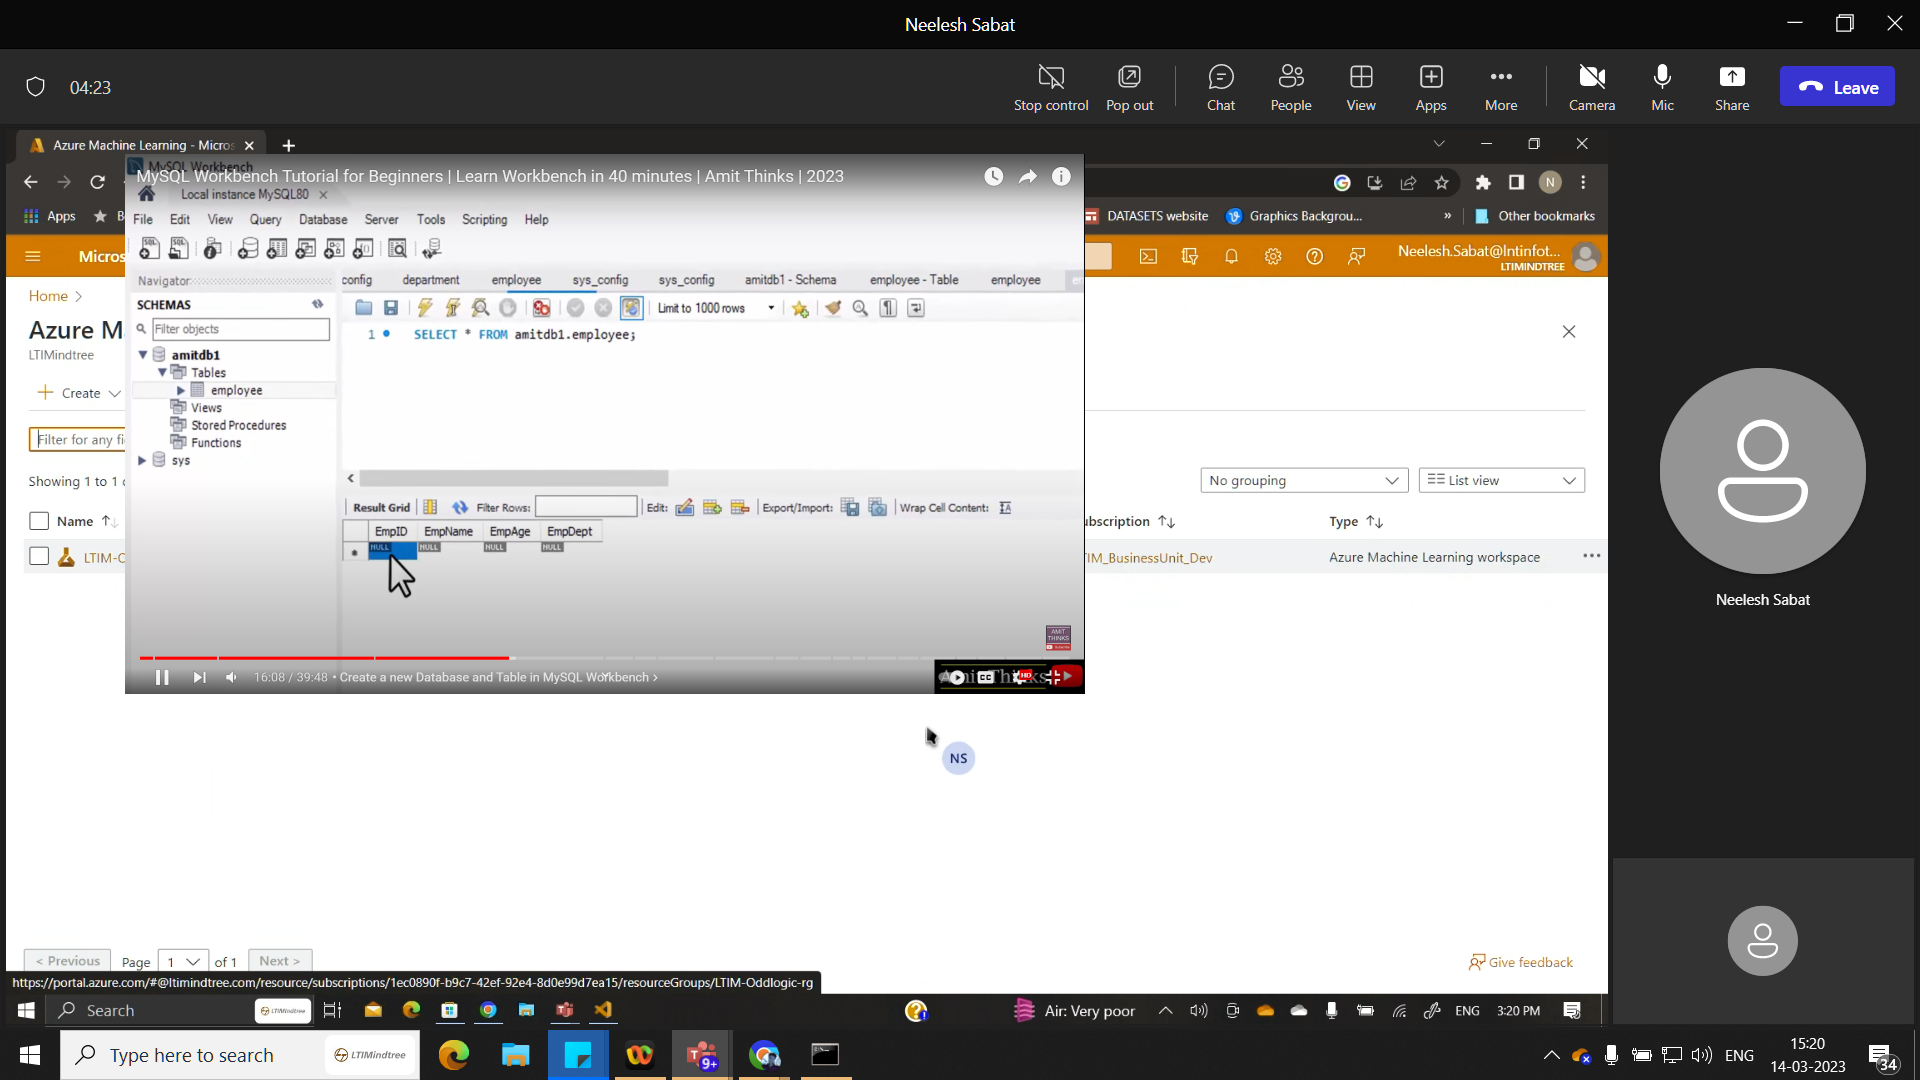 Neelesh Sabat
04:23
Stop control
Pop out
Chat
People
View
Apps
More
Camera
Mic
Share
Leave
Azure Machine Learning - Micros
MySQL Workbench
MySQL Workbench Tutorial for Beginners | Learn Workbench in 40 minutes | Amit Thinks | 2023
Local instance MySQL80
N
Apps
DATASETS website
Graphics Backgrou...
»
Other bookmarks
File Edit View Query Database Server Tools Scripting Help
Micros
Neelesh.Sabat@lntinfot...
LTIMINDTREE
Navigator
config department employee sys_config sys_config amitdb1 - Schema employee - Table employee
Home >
SCHEMAS
Limit to 1000 rows
Filter objects
Azure M
1 SELECT * FROM amitdb1.employee;
LTIMindtree
amitdb1
Tables
employee
Create
Views
Stored Procedures
Filter for any fi
Functions
sys
Showing 1 to 1
No grouping
List view
Result Grid Filter Rows: Edit: Export/Import: Wrap Cell Content:
Name
ubscription
Type
EmpID EmpName EmpAge EmpDept
NULL NULL NULL NULL
LTIM-O
TIM_BusinessUnit_Dev
Azure Machine Learning workspace
Neelesh Sabat
AMIT
THINKS
16:08 / 39:48 • Create a new Database and Table in MySQL Workbench >
NS
< Previous
Page 1 of 1
Next >
Give feedback
https://portal.azure.com/#@ltimindtree.com/resource/subscriptions/1ec0890f-b9c7-42ef-92e4-8d0e99d7ea15/resourceGroups/LTIM-Oddlogic-rg
Search
LTIMindtree
Air: Very poor
ENG
3:20 PM
Type here to search
LTIMindtree
9+
ENG
15:20
14-03-2023
34